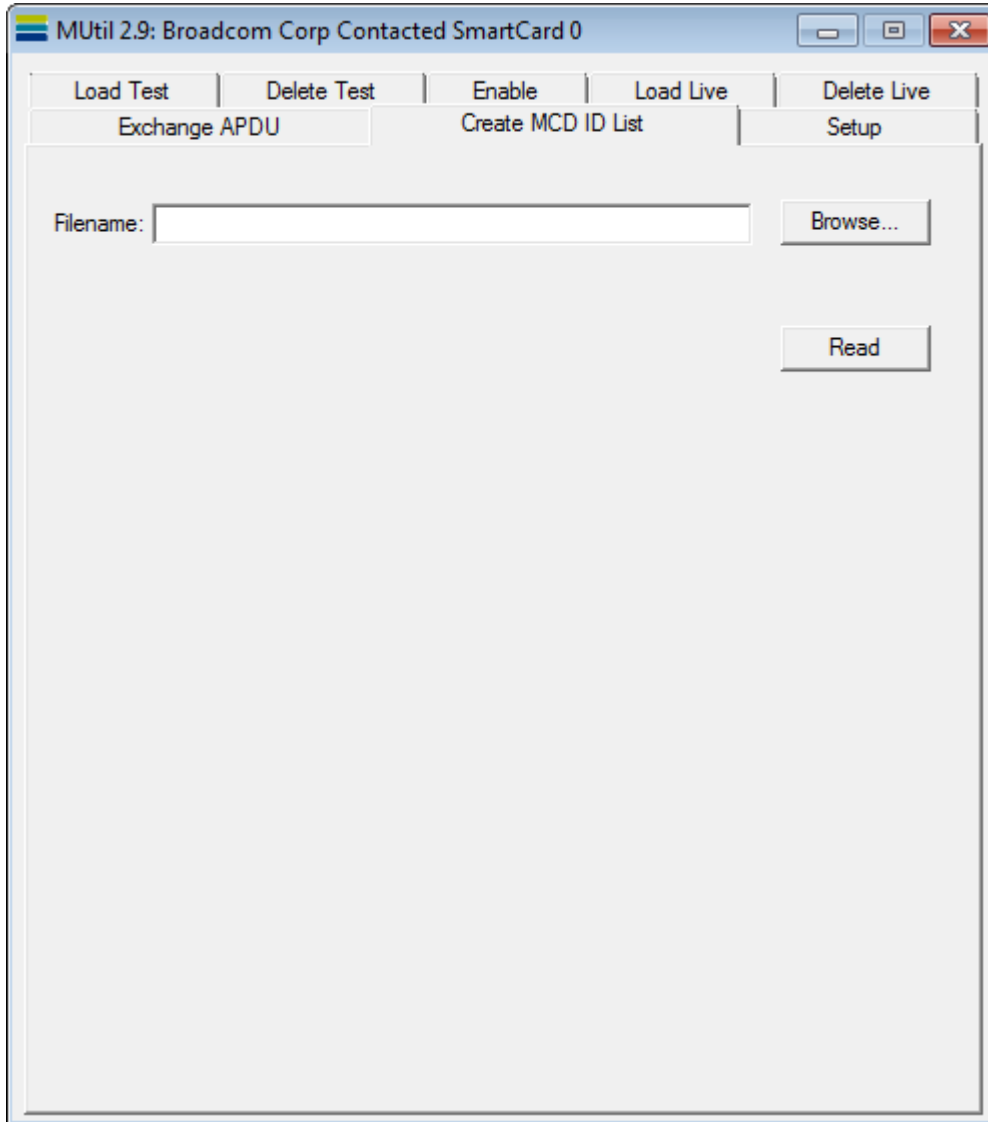 MUtil 2.9: Broadcom Corp Contacted SmartCard 0
Load Test Delete Test Enable Load Live Delete Live
Exchange APDU Create MCD ID List Setup
Filename: Browse...
Read